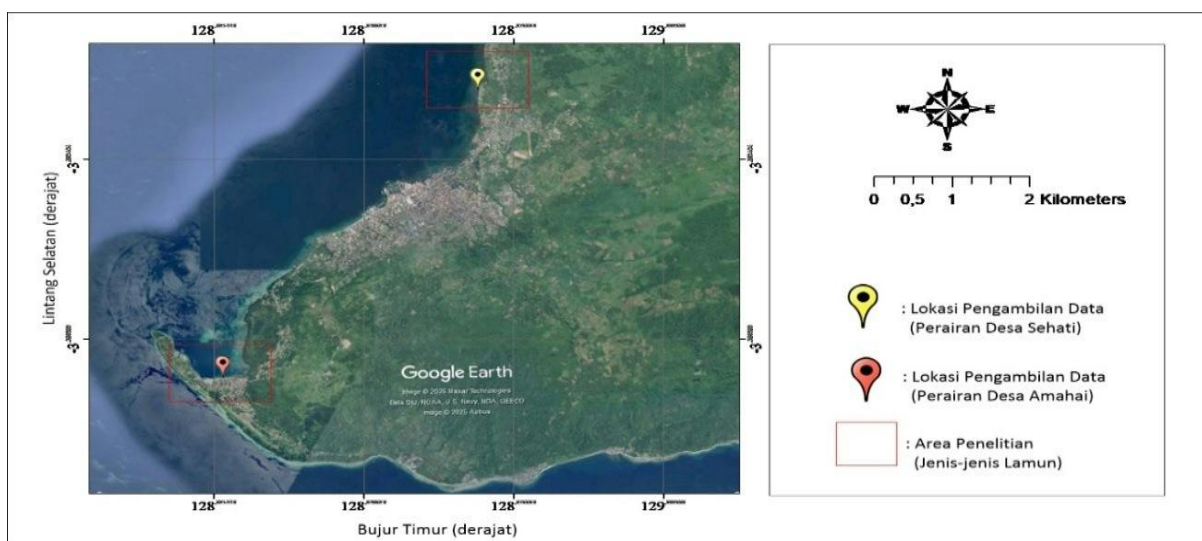 128 128 128 129
-3
-3
Lintang Selatan (derajat)
Google Earth
128 128 128 129
Bujur Timur (derajat)
N
W E
S
0 0,5 1 2 Kilometers
: Lokasi Pengambilan Data
(Perairan Desa Sehati)
: Lokasi Pengambilan Data
(Perairan Desa Amahai)
: Area Penelitian
(Jenis-jenis Lamun)